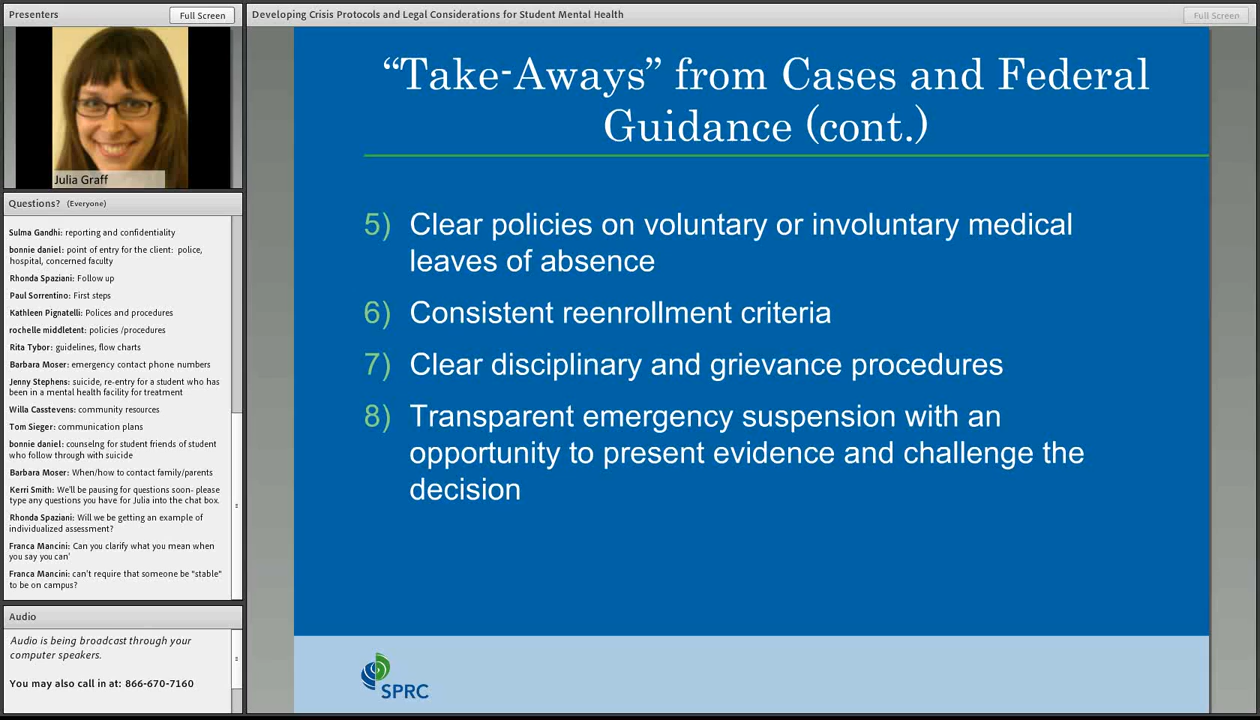 Presenters
Full Screen
Developing Crisis Protocols and Legal Considerations for Student Mental Health
Full Screen
Julia Graff
Questions? (Everyone)
Sulma Gandhi: reporting and confidentiality
bonnie daniel: point of entry for the client: police,
hospital, concerned faculty
Rhonda Spaziani: Follow up
Paul Sorrentino: First steps
Kathleen Pignatelli: Polices and procedures
rochelle middletent: policies /procedures
Rita Tybor: guidelines, flow charts
Barbara Moser: emergency contact phone numbers
Jenny Stephens: suicide, re-entry for a student who has
been in a mental health facility for treatment
Willa Casstevens: community resources
Tom Sieger: communication plans
bonnie daniel: counselng for student friends of student
who follow through with suicide
Barbara Moser: When/how to contact family/parents
Kerri Smith: We'll be pausing for questions soon- please
type any questions you have for Julia into the chat box.
Rhonda Spaziani: Will we be getting an example of
individualized assessment?
Franca Mancini: Can you clarify what you mean when
you say you can'
Franca Mancini: can't require that someone be "stable"
to be on campus?
Audio
Audio is being broadcast through your
computer speakers.
You may also call in at: 866-670-7160
“Take-Aways” from Cases and Federal
Guidance (cont.)
5) Clear policies on voluntary or involuntary medical
leaves of absence
6) Consistent reenrollment criteria
7) Clear disciplinary and grievance procedures
8) Transparent emergency suspension with an
opportunity to present evidence and challenge the
decision
SPRC